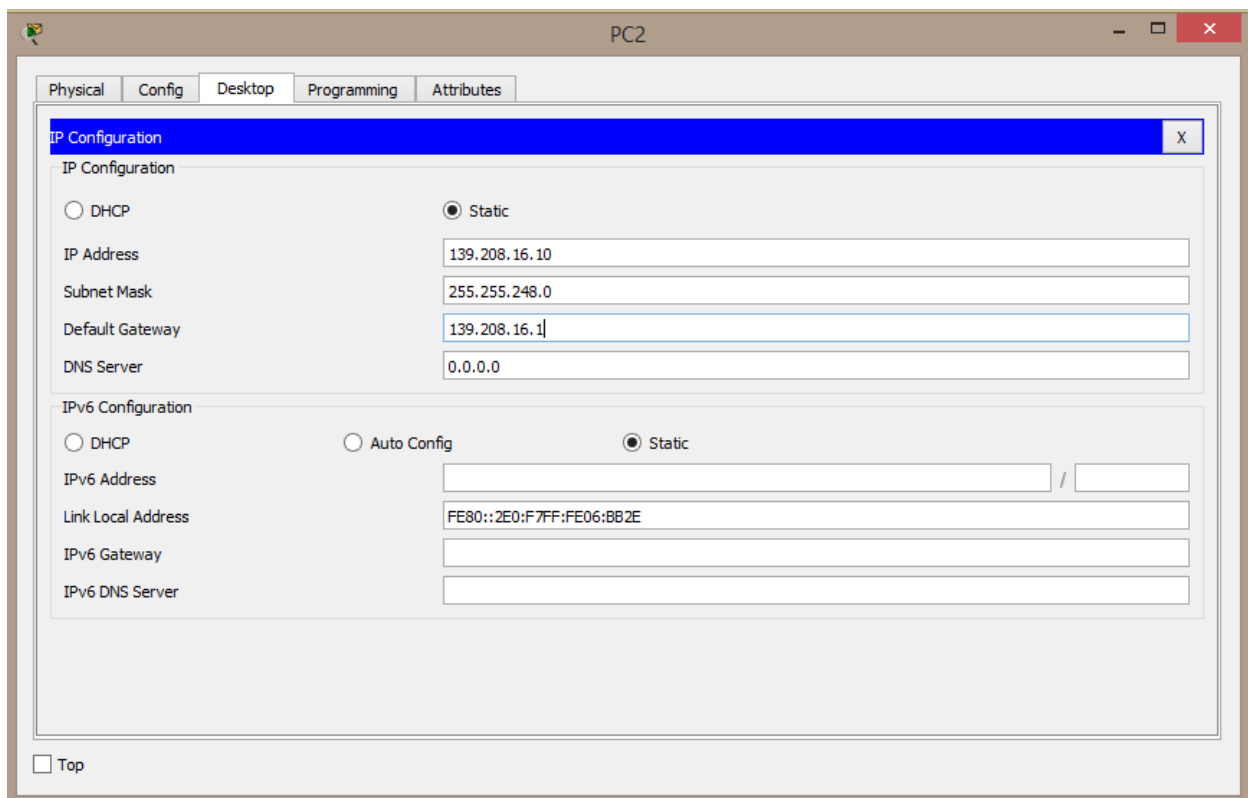 PC2
Physical Config Desktop Programming Attributes
IP Configuration X
IP Configuration
DHCP Static
IP Address 139.208.16.10
Subnet Mask 255.255.248.0
Default Gateway 139.208.16.1
DNS Server 0.0.0.0
IPv6 Configuration
DHCP Auto Config Static
IPv6 Address /
Link Local Address FE80::2E0:F7FF:FE06:BB2E
IPv6 Gateway
IPv6 DNS Server
Top